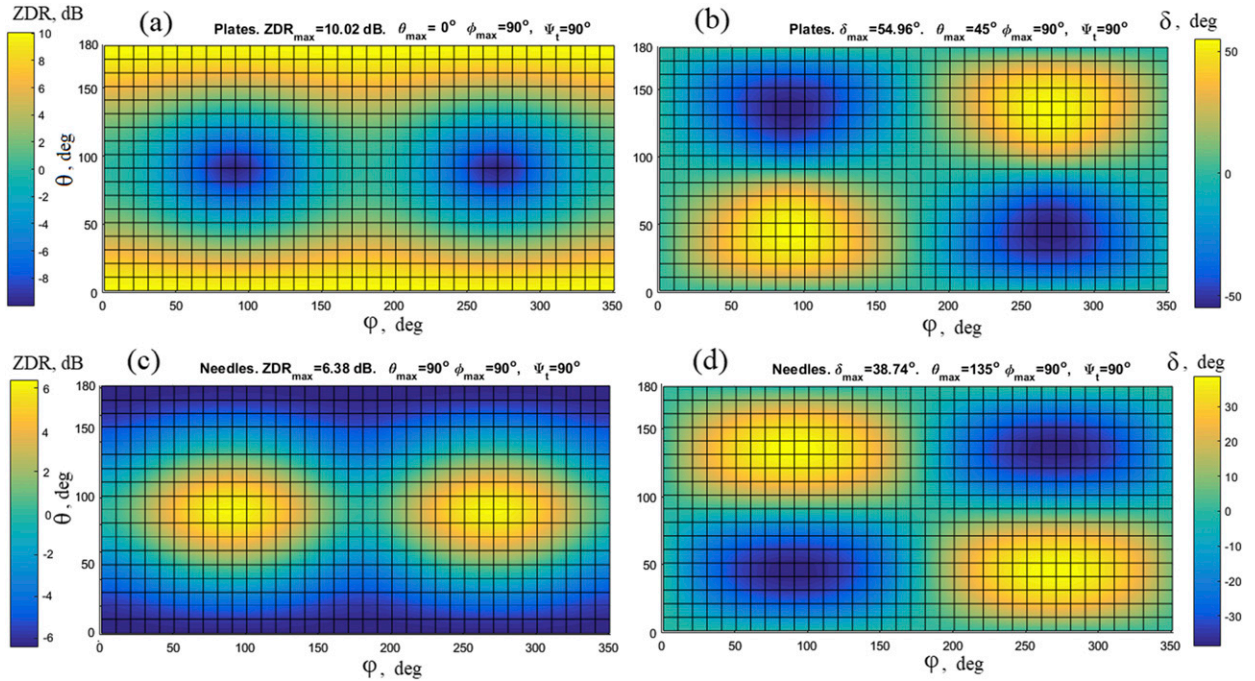 ZDR, dB
(a)
Plates. ZDRmax=10.02 dB. θmax= 0° ϕmax=90°, Ψt=90°
10
8
6
4
2
0
-2
-4
-6
-8
θ, deg
180
150
100
50
0
0 50 100 150 200 250 300 350
φ, deg
(b)
Plates. δmax=54.96°. θmax=45° ϕmax=90°, Ψt=90°
δ, deg
180
150
100
50
0
0 50 100 150 200 250 300 350
φ, deg
50
0
-50
ZDR, dB
(c)
Needles. ZDRmax=6.38 dB. θmax=90° ϕmax=90°, Ψt=90°
6
4
2
0
-2
-4
-6
θ, deg
180
150
100
50
0
0 50 100 150 200 250 300 350
φ, deg
(d)
Needles. δmax=38.74°. θmax=135° ϕmax=90°, Ψt=90°
δ, deg
180
150
100
50
0
0 50 100 150 200 250 300 350
φ, deg
30
20
10
0
-10
-20
-30